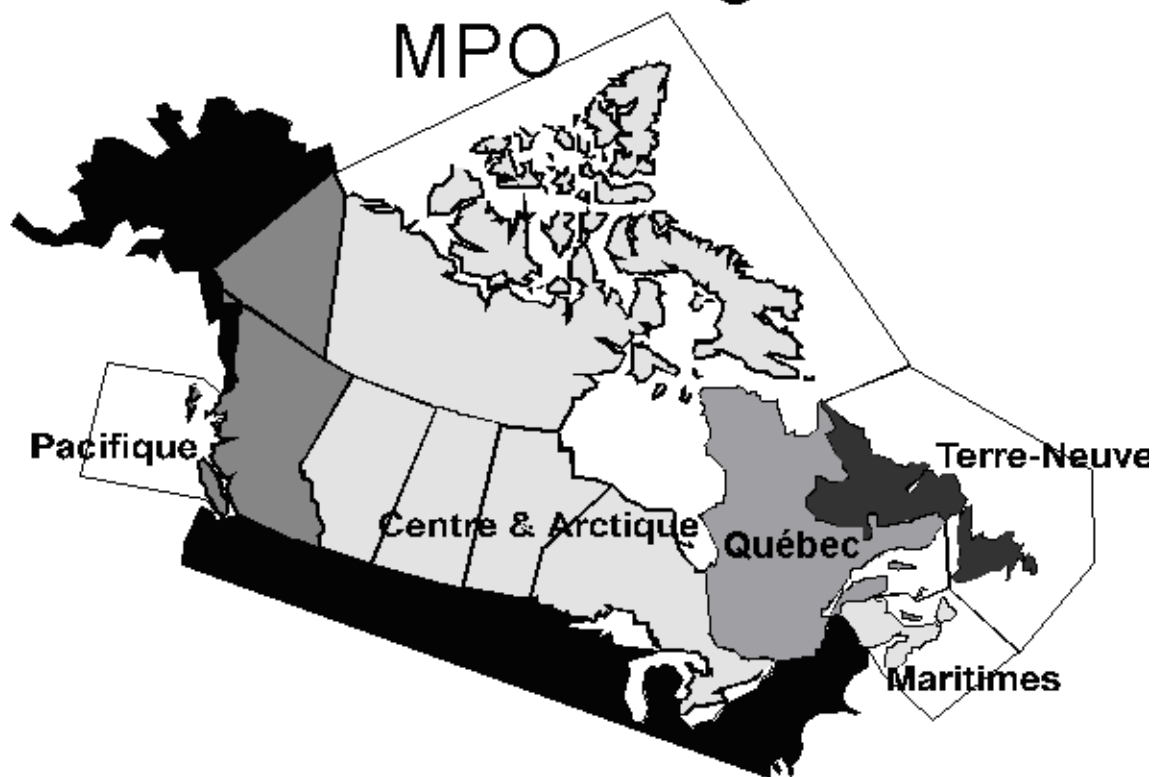 MPO
Pacifique
Terre-Neuve
Centre & Arctique
Québec
Maritimes